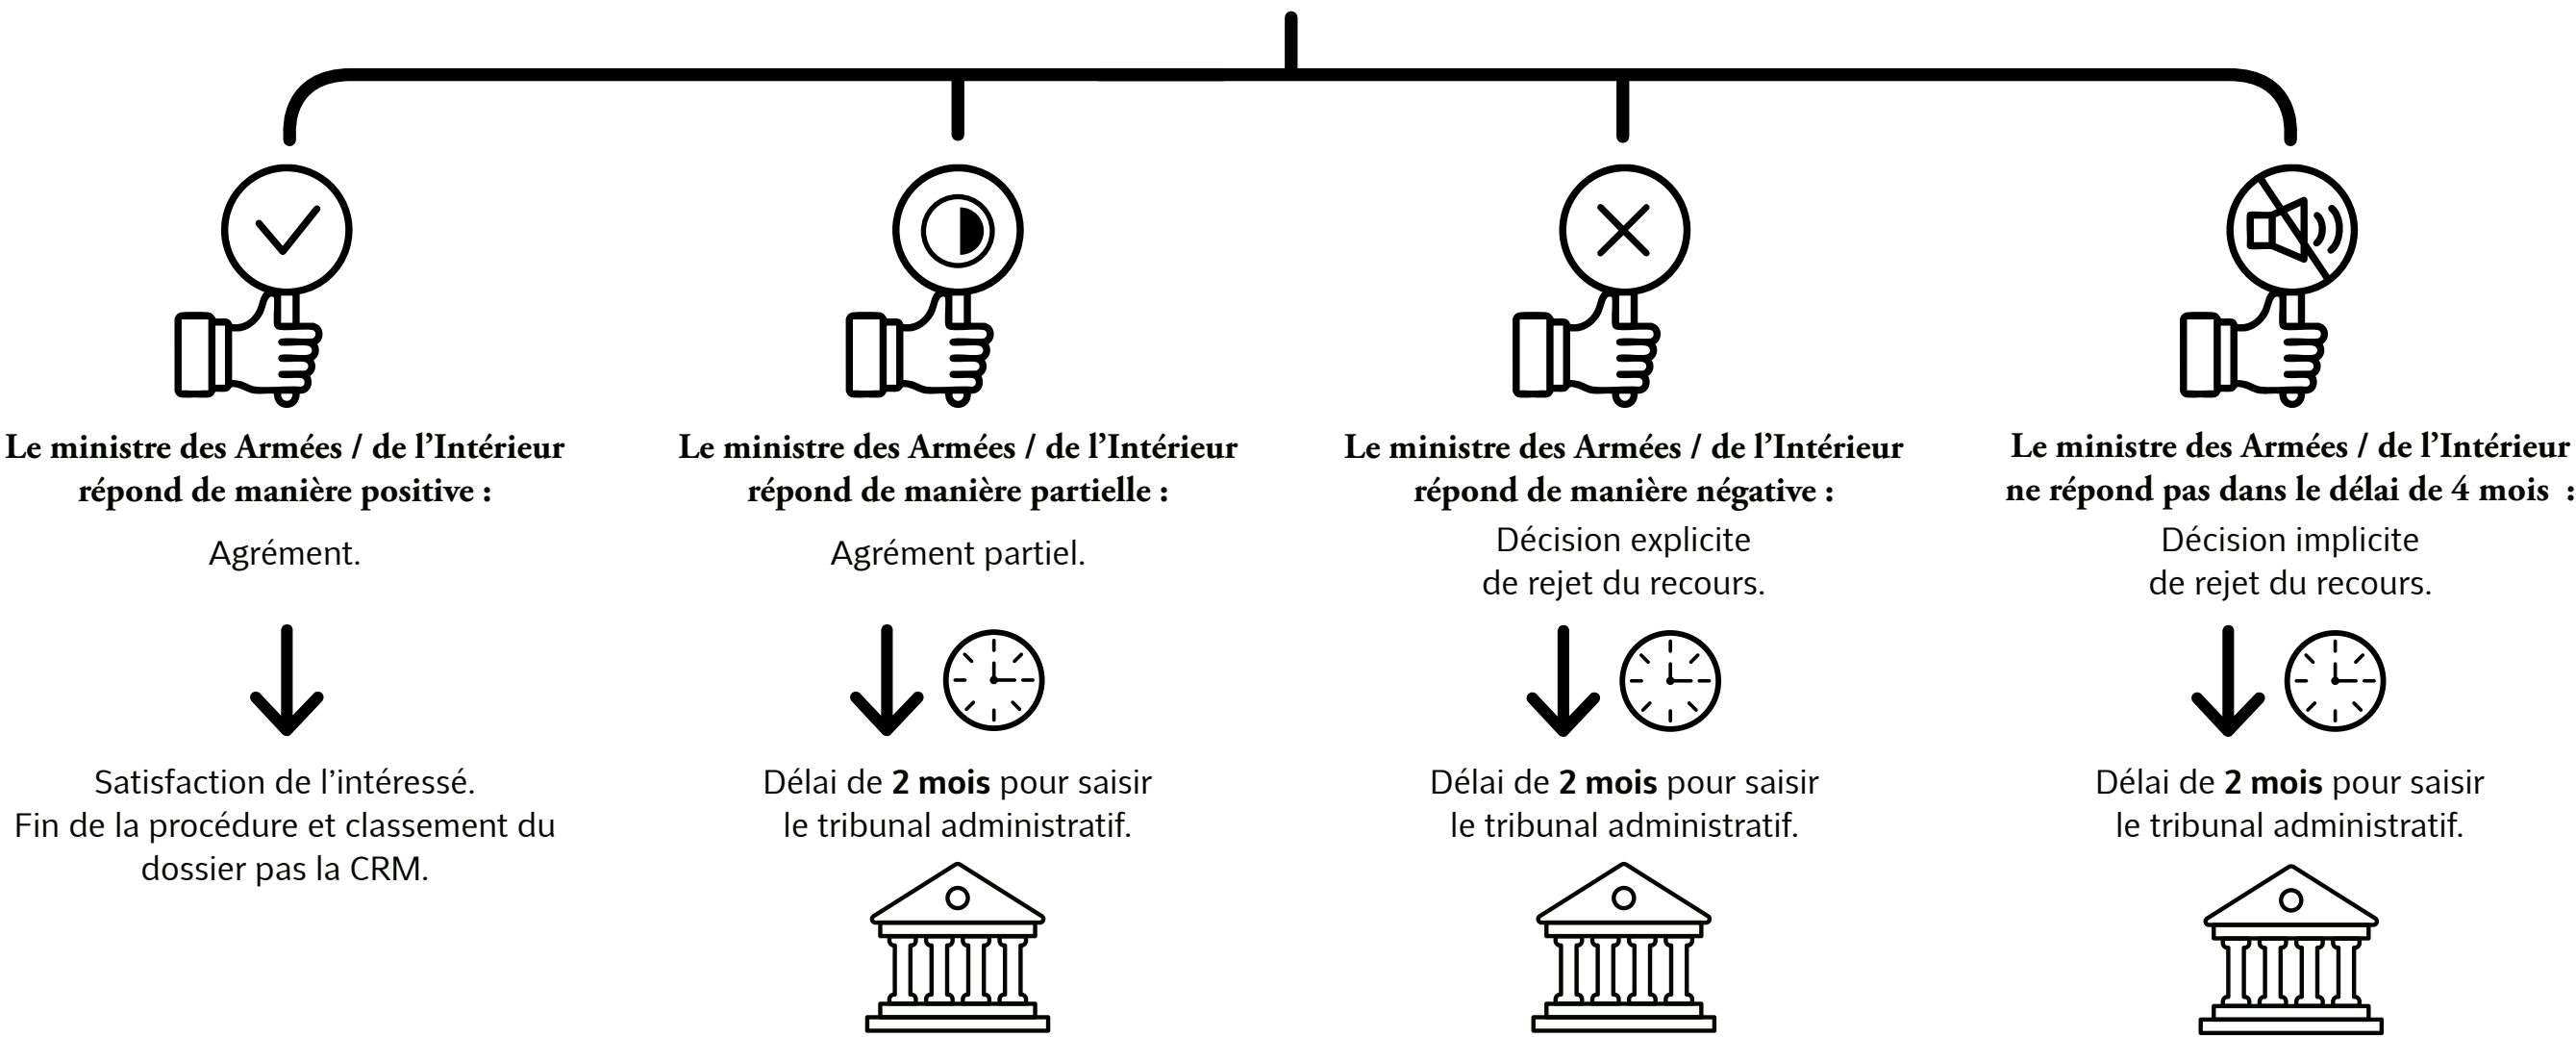 Le ministre des Armées / de l’Intérieur
répond de manière positive :
Agrément.
Satisfaction de l’intéressé.
Fin de la procédure et classement du
dossier pas la CRM.
Le ministre des Armées / de l’Intérieur
répond de manière partielle :
Agrément partiel.
Délai de 2 mois pour saisir
le tribunal administratif.
Le ministre des Armées / de l’Intérieur
répond de manière négative :
Décision explicite
de rejet du recours.
Délai de 2 mois pour saisir
le tribunal administratif.
Le ministre des Armées / de l’Intérieur
ne répond pas dans le délai de 4 mois :
Décision implicite
de rejet du recours.
Délai de 2 mois pour saisir
le tribunal administratif.